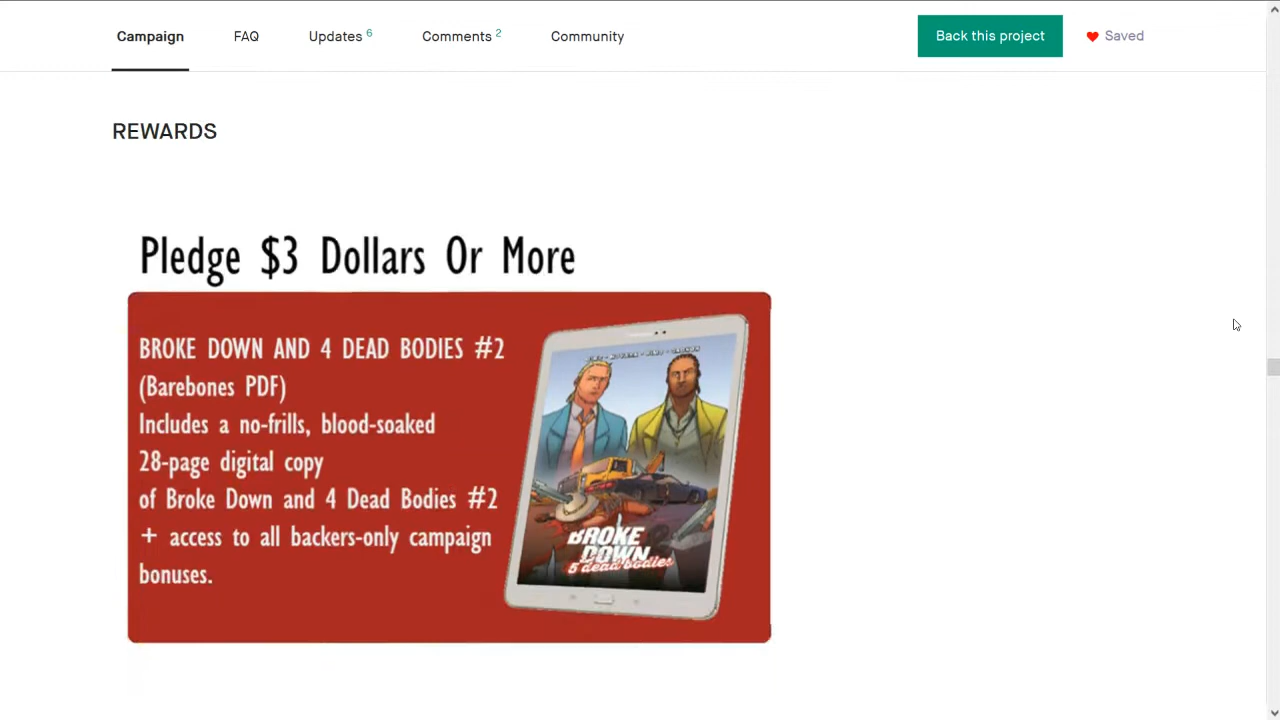 Campaign FAQ Updates 6 Comments 2 Community Back this project Saved
REWARDS
Pledge $3 Dollars Or More
BROKE DOWN AND 4 DEAD BODIES #2
(Barebones PDF)
Includes a no-frills, blood-soaked
28-page digital copy
of Broke Down and 4 Dead Bodies #2
+ access to all backers-only campaign
bonuses.
BROKE
DOWN
5 dead bodies